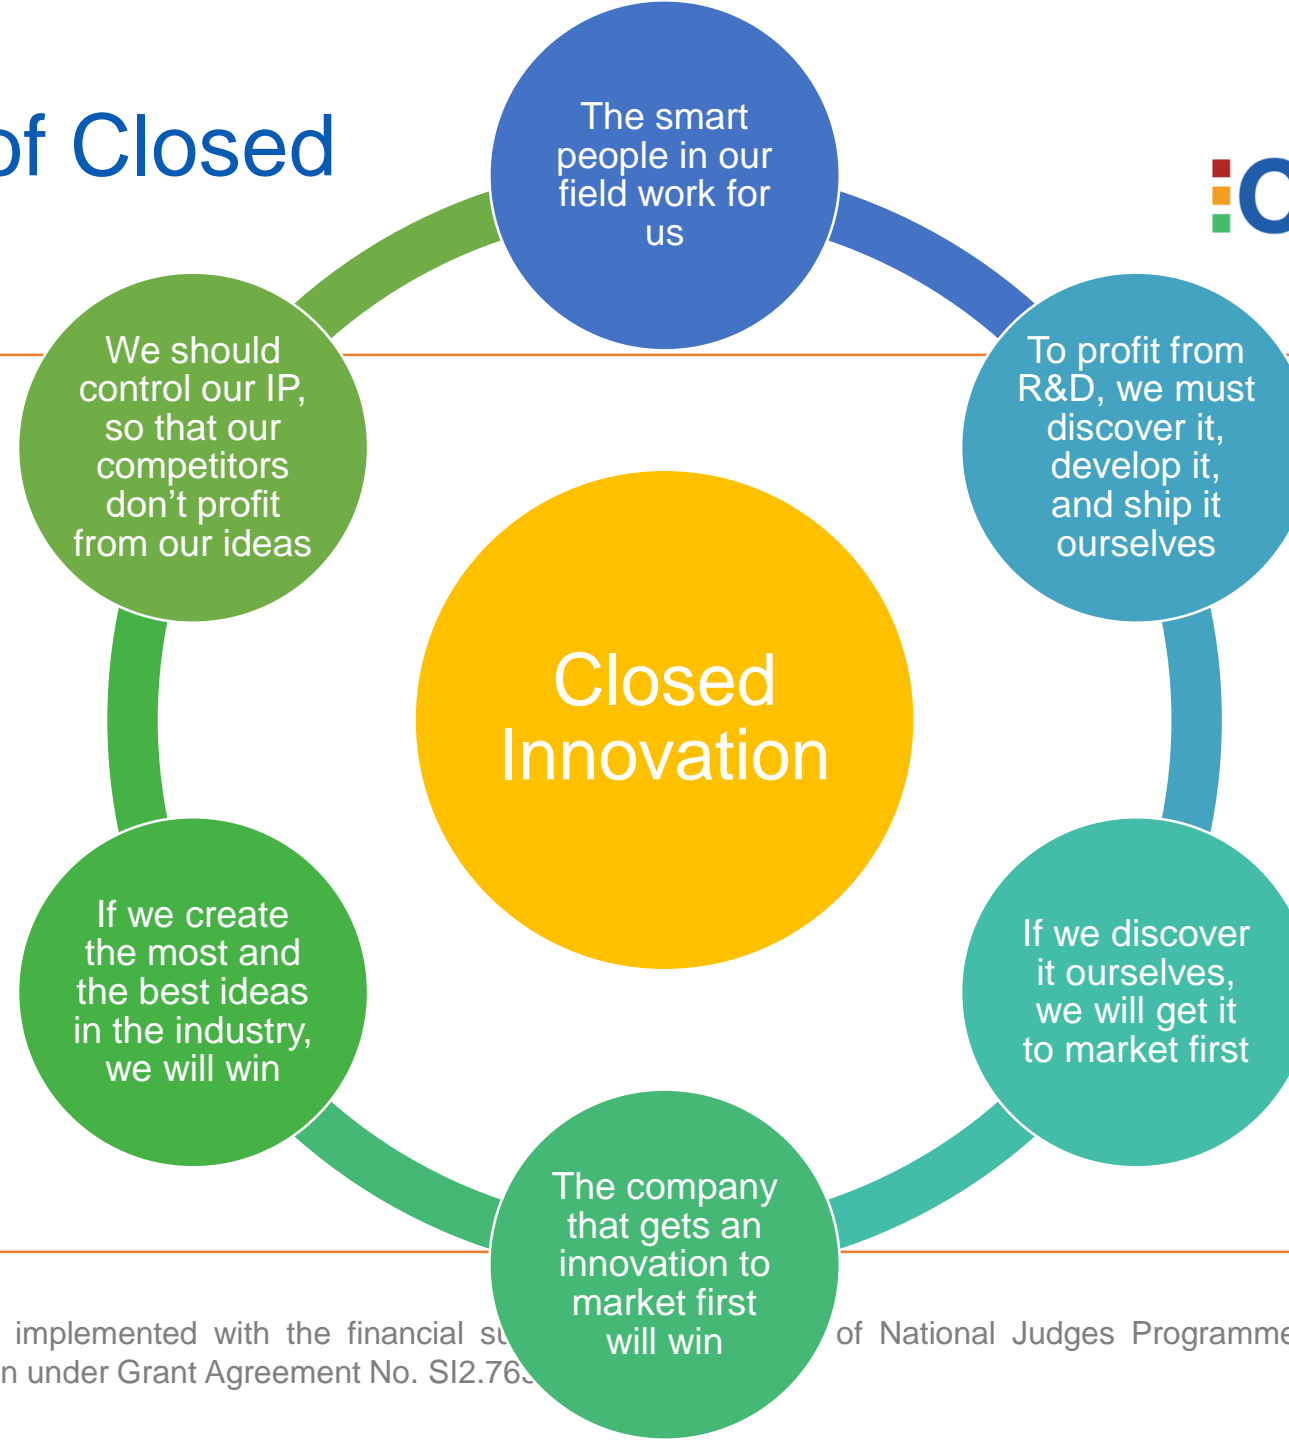 of Closed
The smart
people in our
field work for
us
To profit from
R&D, we must
discover it,
develop it,
and ship it
ourselves
If we discover
it ourselves,
we will get it
to market first
The company
that gets an
innovation to
market first
will win
If we create
the most and
the best ideas
in the industry,
we will win
We should
control our IP,
so that our
competitors
don’t profit
from our ideas
Closed
Innovation
implemented with the financial of National Judges Programme
under Grant Agreement No.